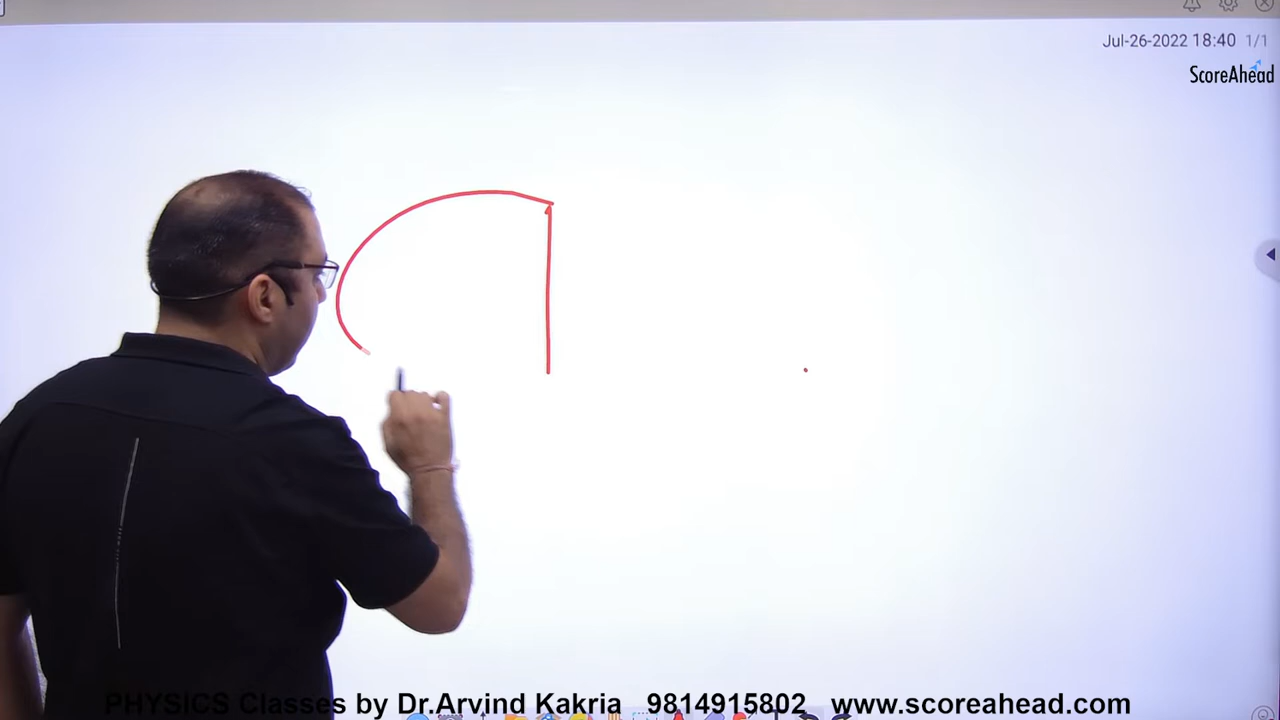 Jul-26-2022 18:40 1/1
ScoreAhead
PHYSICS Classes by Dr.Arvind Kakria 9814915802 www.scoreahead.com